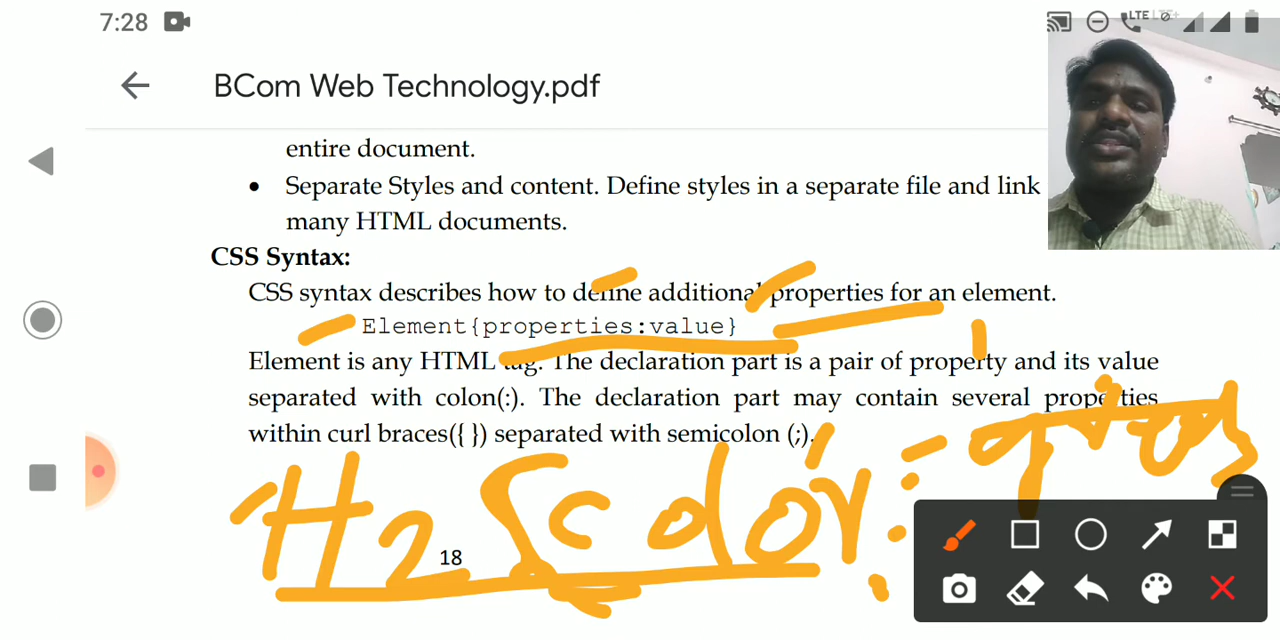 7:28
LTE LTE+
BCom Web Technology.pdf
entire document.
• Separate Styles and content. Define styles in a separate file and link
many HTML documents.
CSS Syntax:
CSS syntax describes how to define additional properties for an element.
Element{properties:value}
Element is any HTML tag. The declaration part is a pair of property and its value
separated with colon(:). The declaration part may contain several properties
within curl braces({ }) separated with semicolon (;).
H2 { color:
18